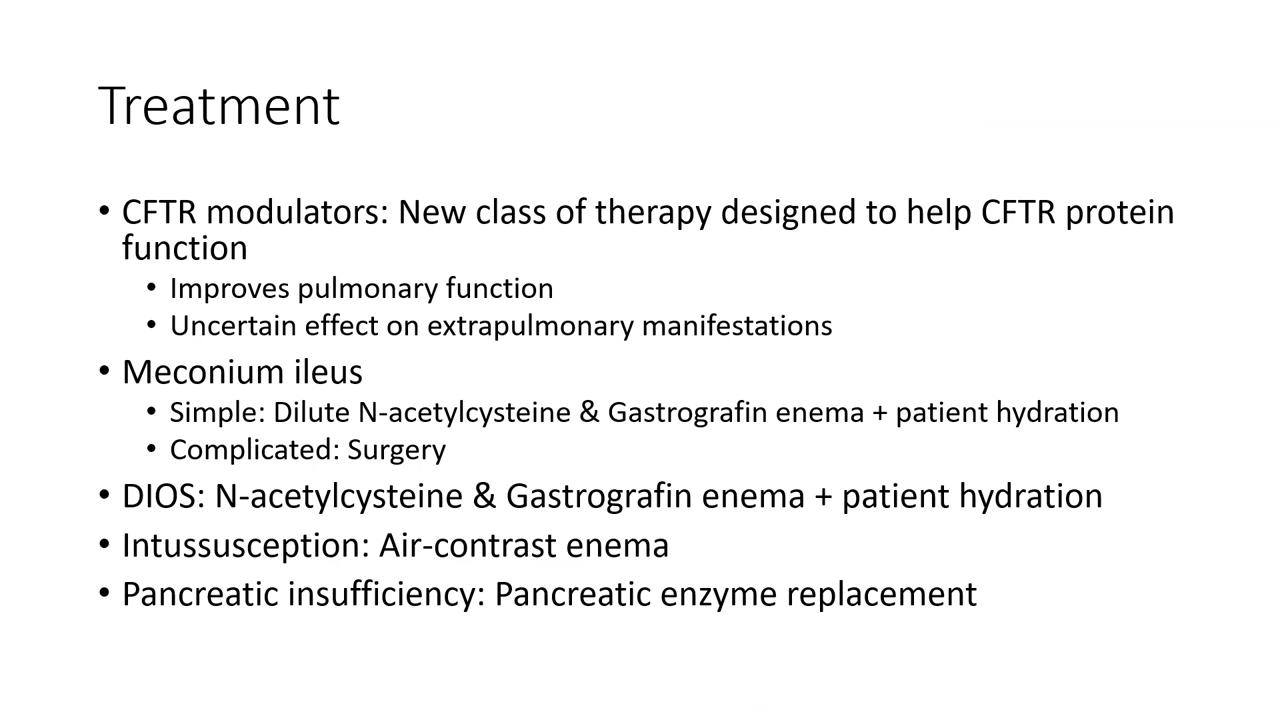 Treatment
• CFTR modulators: New class of therapy designed to help CFTR protein
function
• Improves pulmonary function
• Uncertain effect on extrapulmonary manifestations
• Meconium ileus
• Simple: Dilute N-acetylcysteine & Gastrografin enema + patient hydration
• Complicated: Surgery
• DIOS: N-acetylcysteine & Gastrografin enema + patient hydration
• Intussusception: Air-contrast enema
• Pancreatic insufficiency: Pancreatic enzyme replacement